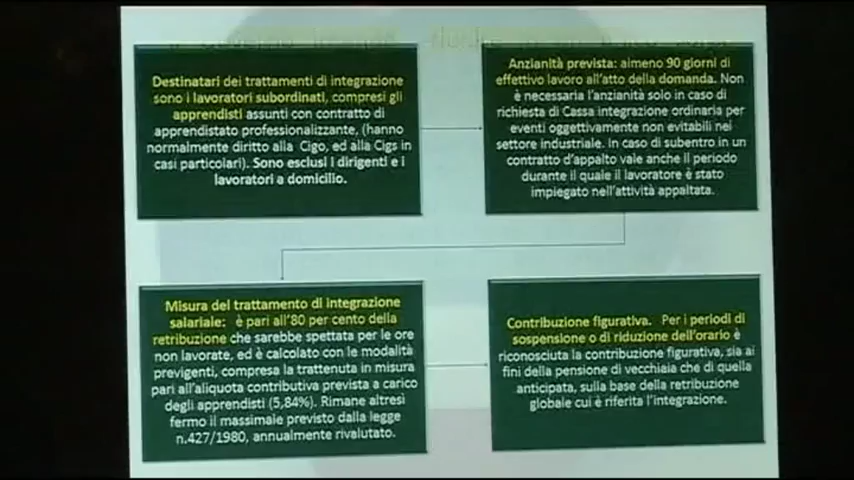 Destinatari dei trattamenti di integrazione
sono i lavoratori subordinati, compresi gli
apprendisti assunti con contratto di
apprendistato professionalizzante, (hanno
normalmente diritto alla Cigo, ed alla Cigs in
casi particolari). Sono esclusi i dirigenti e i
lavoratori a domicilio.
Anzianità prevista: almeno 90 giorni di
effettivo lavoro all'atto della domanda. Non
è necessaria l'anzianità solo in caso di
richiesta di Cassa integrazione ordinaria per
eventi oggettivamente non evitabili nel
settore industriale. In caso di subentro in un
contratto d'appalto vale anche il periodo
durante il quale il lavoratore è stato
impiegato nell'attività appaltata.
Misura del trattamento di integrazione
salariale: è pari all'80 per cento della
retribuzione che sarebbe spettata per le ore
non lavorate, ed è calcolato con le modalità
previgenti, compresa la trattenuta in misura
pari all'aliquota contributiva prevista a carico
degli apprendisti (5,84%). Rimane altresì
fermo il massimale previsto dalla legge
n.427/1980, annualmente rivalutato.
Contribuzione figurativa. Per i periodi di
sospensione o di riduzione dell'orario è
riconosciuta la contribuzione figurativa, sia ai
fini della pensione di vecchiaia che di quella
anticipata, sulla base della retribuzione
globale cui è riferita l'integrazione.